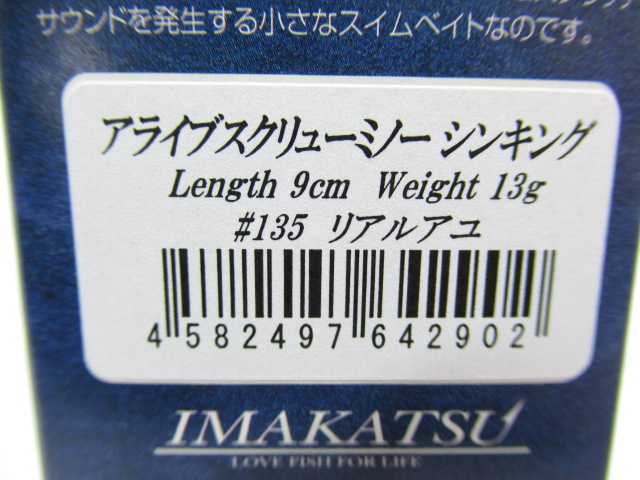 サウンドを発生する小さなスイムベイトなのです。
アライブスクリューミノー シンキング
Length 9cm Weight 13g
#135 リアルアユ
4 582497 642902
IMAKATSU
LOVE FISH FOR LIFE